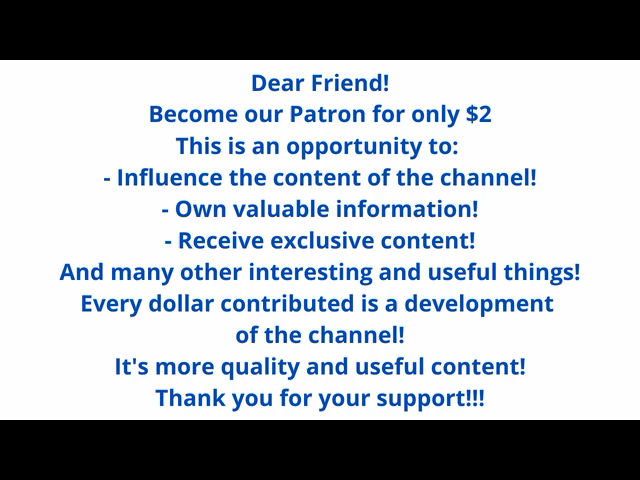 Dear Friend!
Become our Patron for only $2
This is an opportunity to:
- Influence the content of the channel!
- Own valuable information!
- Receive exclusive content!
And many other interesting and useful things!
Every dollar contributed is a development
of the channel!
It's more quality and useful content!
Thank you for your support!!!